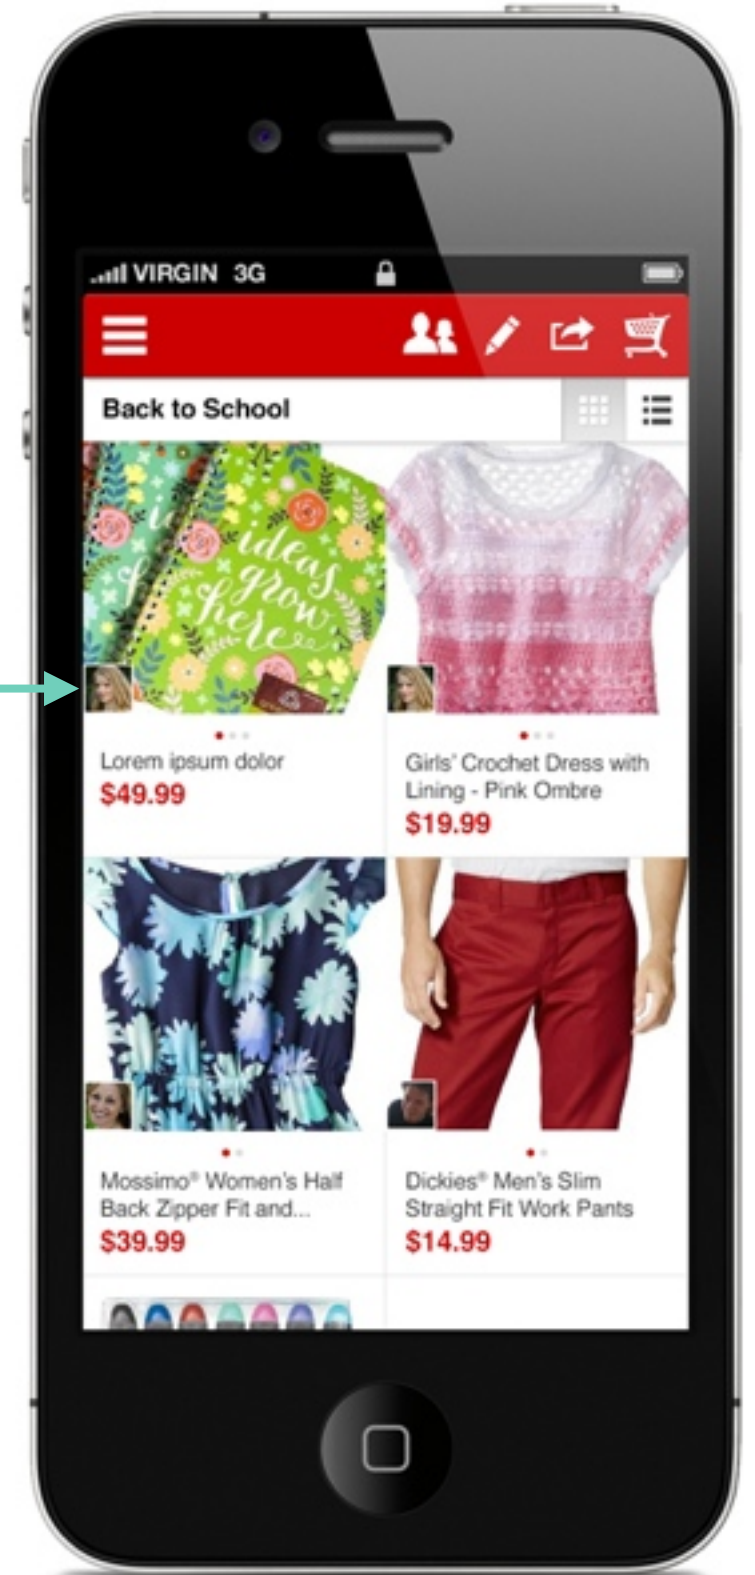 VIRGIN 3G
Back to School
ideas
grow
here
Lorem ipsum dolor
$49.99
Girls' Crochet Dress with
Lining - Pink Ombre
$19.99
Mossimo® Women's Half
Back Zipper Fit and...
$39.99
Dickies® Men's Slim
Straight Fit Work Pants
$14.99